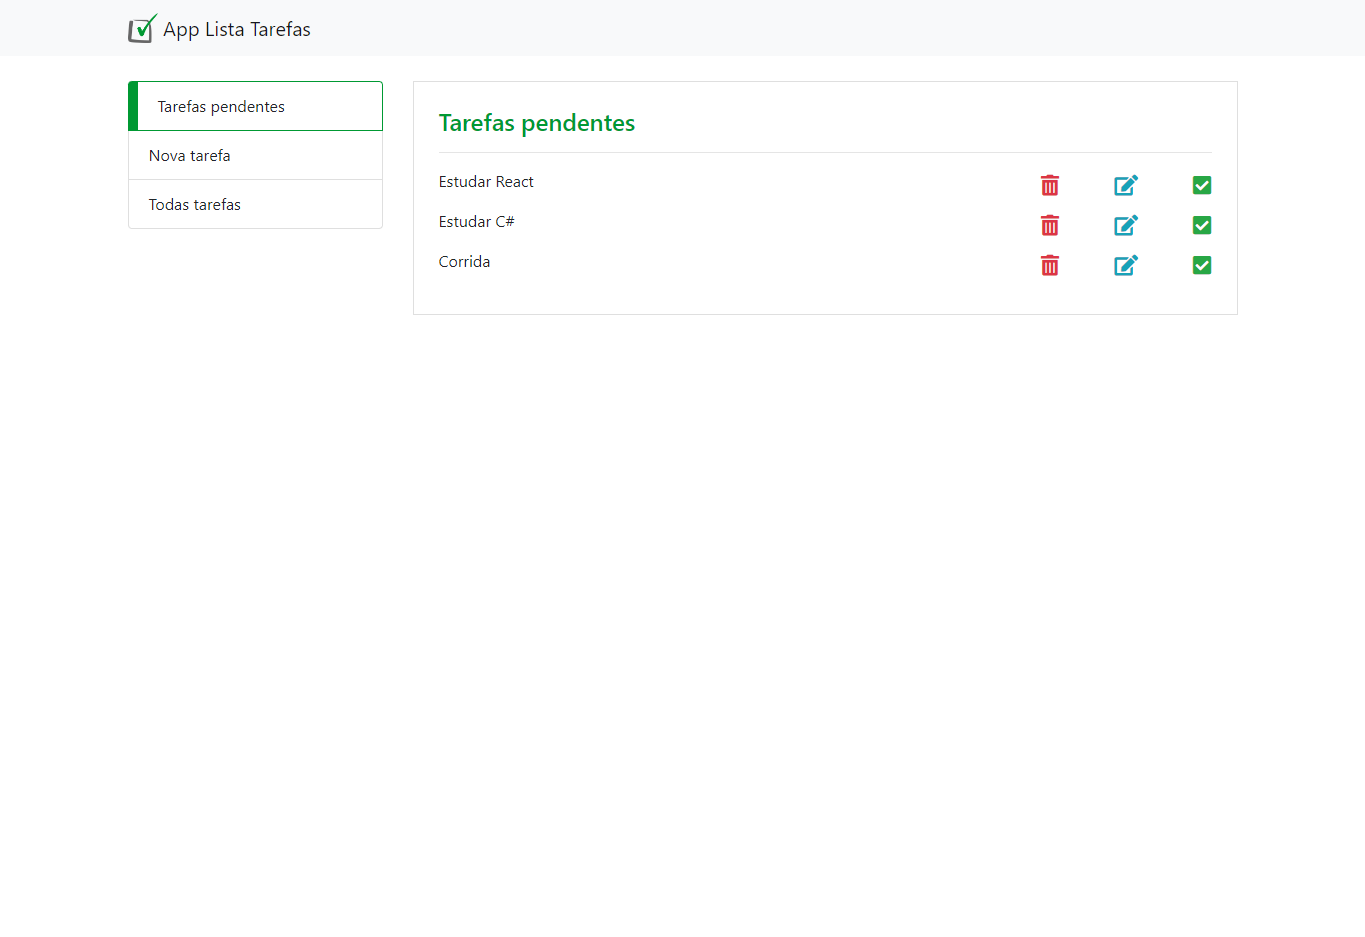 App Lista Tarefas
Tarefas pendentes
Nova tarefa
Todas tarefas
Tarefas pendentes
Estudar React
Estudar C#
Corrida